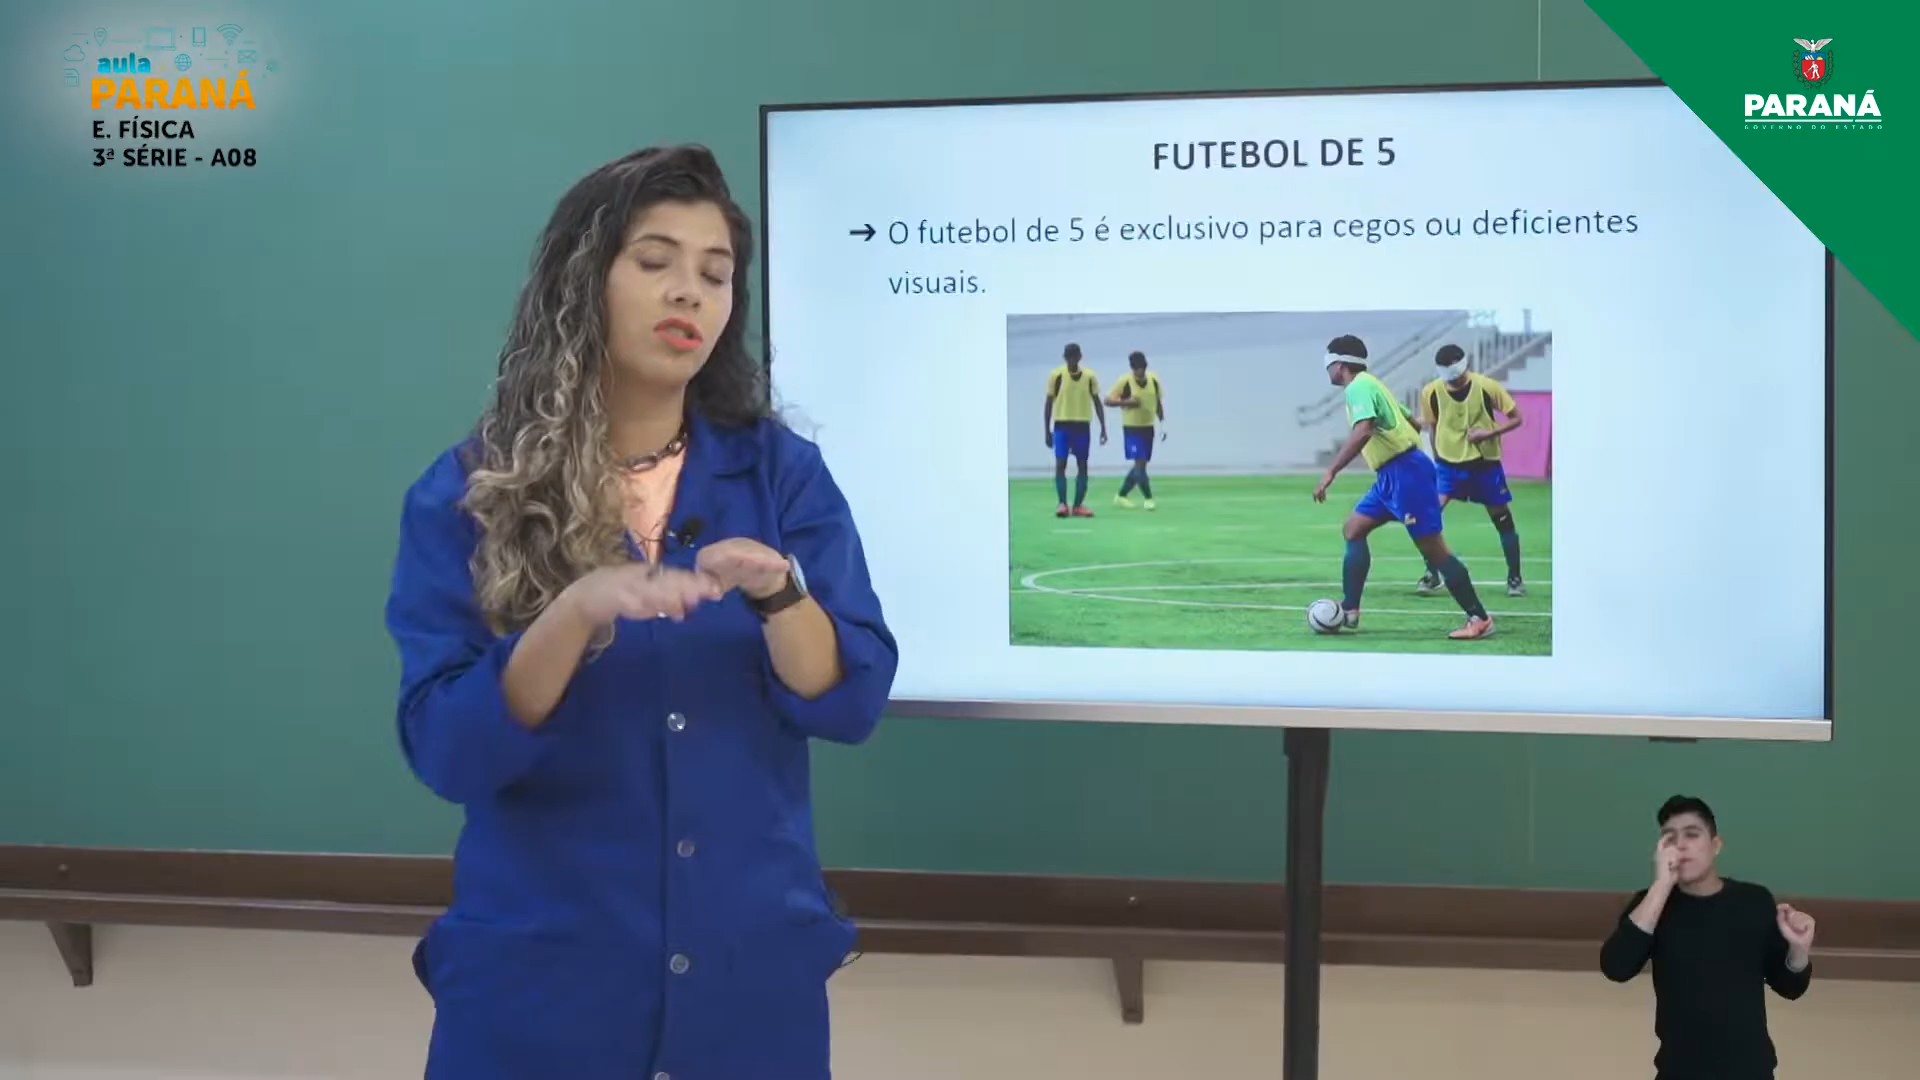 aula
PARANÁ
E. FÍSICA
3ª SÉRIE - A08
PARANÁ
GOVERNO DO ESTADO
FUTEBOL DE 5
➔ O futebol de 5 é exclusivo para cegos ou deficientes
visuais.